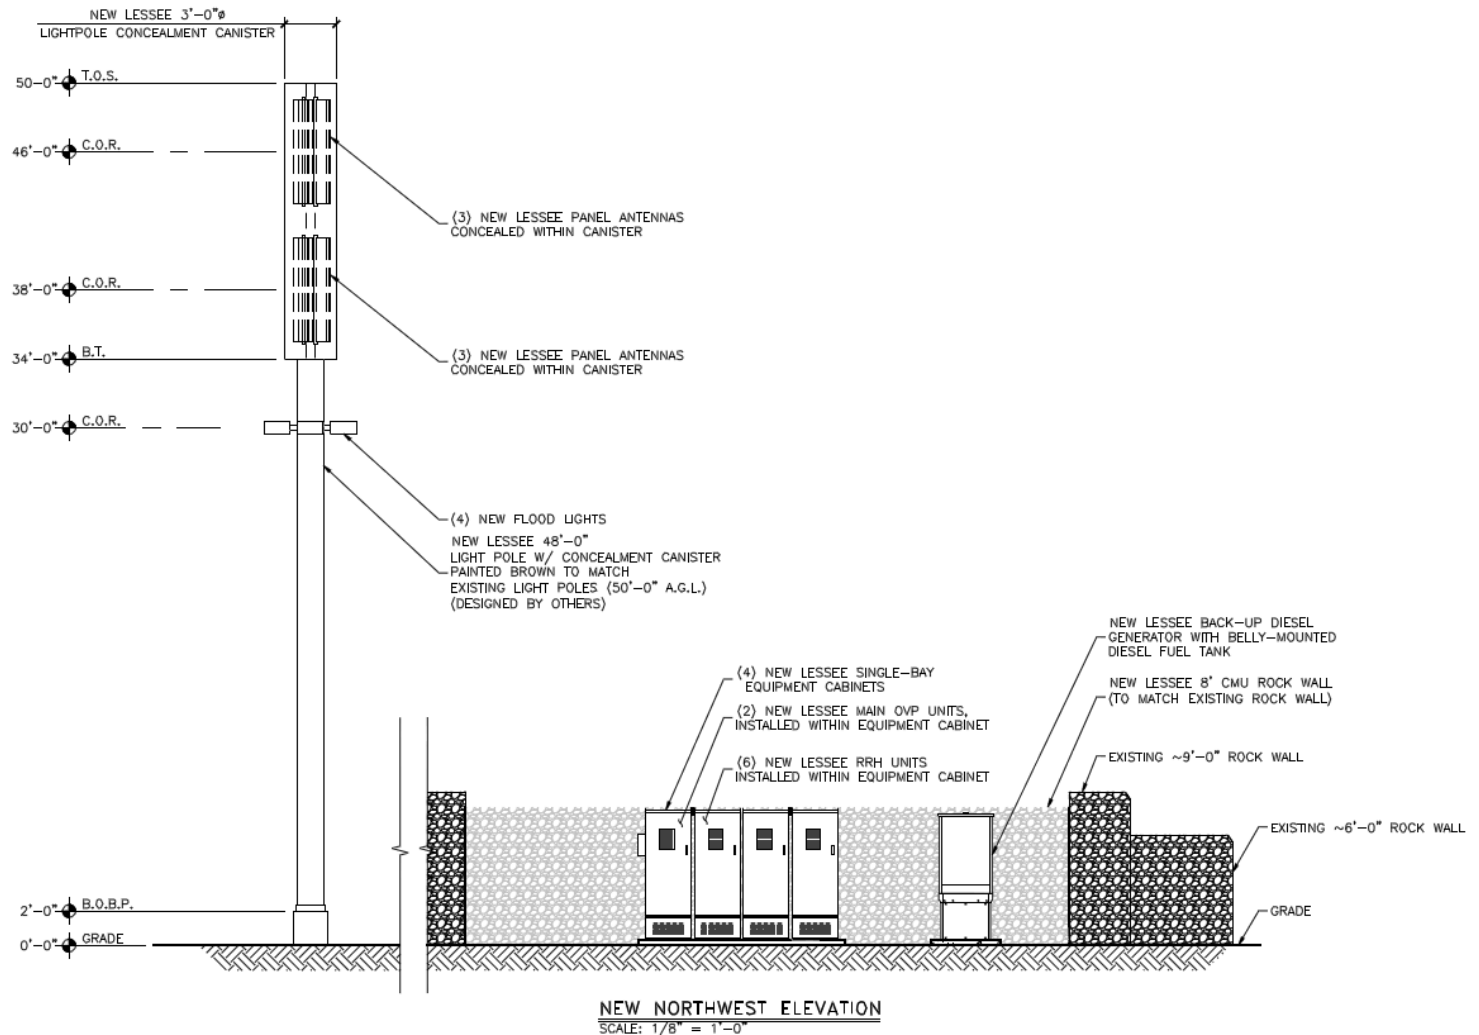 NEW LESSEE 3'-0"ø
LIGHTPOLE CONCEALMENT CANISTER
50-0" T.O.S.
46'-0" C.O.R.
(3) NEW LESSEE PANEL ANTENNAS
CONCEALED WITHIN CANISTER
38'-0" C.O.R.
34'-0" B.T.
(3) NEW LESSEE PANEL ANTENNAS
CONCEALED WITHIN CANISTER
30'-0" C.O.R.
(4) NEW FLOOD LIGHTS
NEW LESSEE 48'-0"
LIGHT POLE W/ CONCEALMENT CANISTER
PAINTED BROWN TO MATCH
EXISTING LIGHT POLES (50'-0" A.G.L.)
(DESIGNED BY OTHERS)
NEW LESSEE BACK-UP DIESEL
GENERATOR WITH BELLY-MOUNTED
DIESEL FUEL TANK
(4) NEW LESSEE SINGLE-BAY
EQUIPMENT CABINETS
NEW LESSEE 8' CMU ROCK WALL
(TO MATCH EXISTING ROCK WALL)
(2) NEW LESSEE MAIN OVP UNITS,
INSTALLED WITHIN EQUIPMENT CABINET
(6) NEW LESSEE RRH UNITS
INSTALLED WITHIN EQUIPMENT CABINET
EXISTING ~9'-0" ROCK WALL
EXISTING ~6'-0" ROCK WALL
2'-0" B.O.B.P.
GRADE
0'-0" GRADE
NEW NORTHWEST ELEVATION
SCALE: 1/8" = 1'-0"